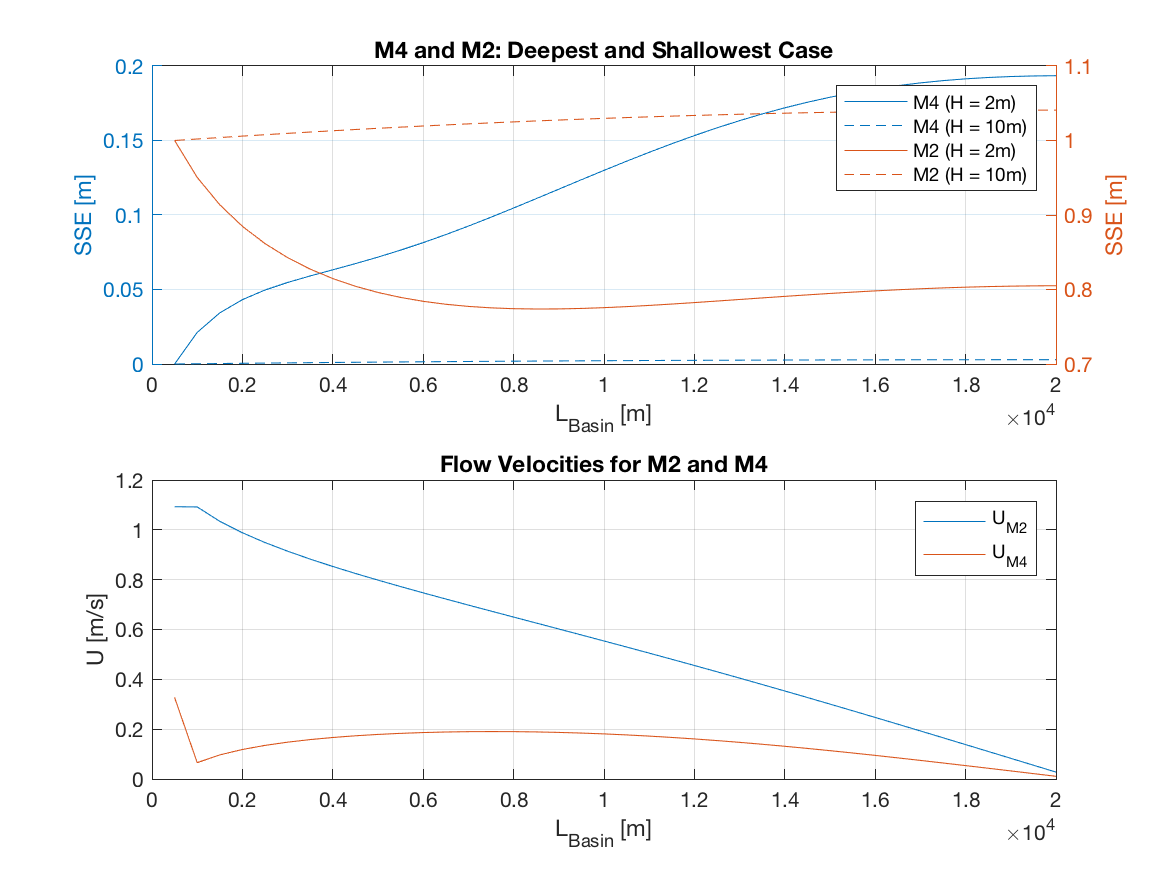 M4 and M2: Deepest and Shallowest Case
0.2
0.15
0.1
0.05
0
SSE [m]
1.1
1
0.9
0.8
0.7
SSE [m]
M4 (H = 2m)
M4 (H = 10m)
M2 (H = 2m)
M2 (H = 10m)
0 0.2 0.4 0.6 0.8 1 1.2 1.4 1.6 1.8 2
L_Basin [m]
×10^4
Flow Velocities for M2 and M4
1.2
1
0.8
0.6
0.4
0.2
0
U [m/s]
U_M2
U_M4
0 0.2 0.4 0.6 0.8 1 1.2 1.4 1.6 1.8 2
L_Basin [m]
×10^4